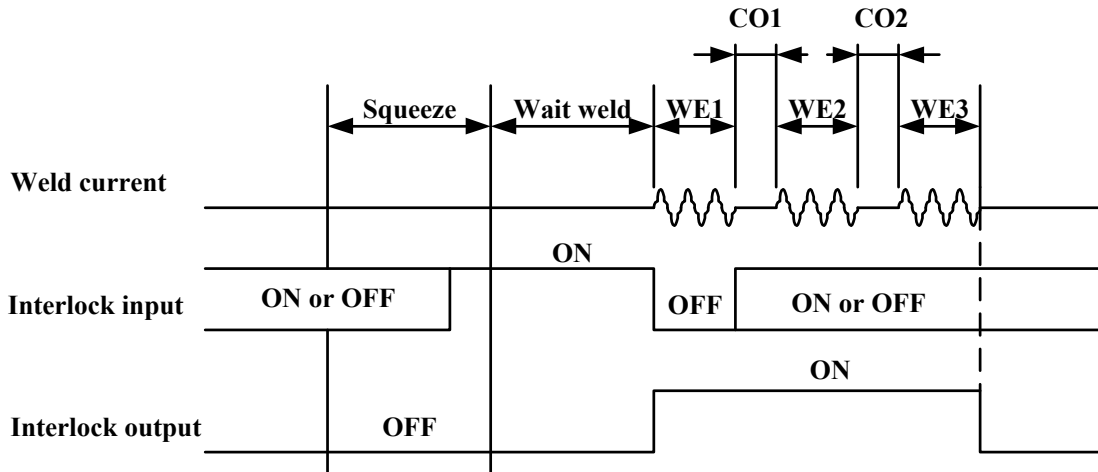 CO1 CO2
Squeeze Wait weld WE1 WE2 WE3
Weld current
ON
Interlock input ON or OFF OFF ON or OFF
ON
Interlock output OFF